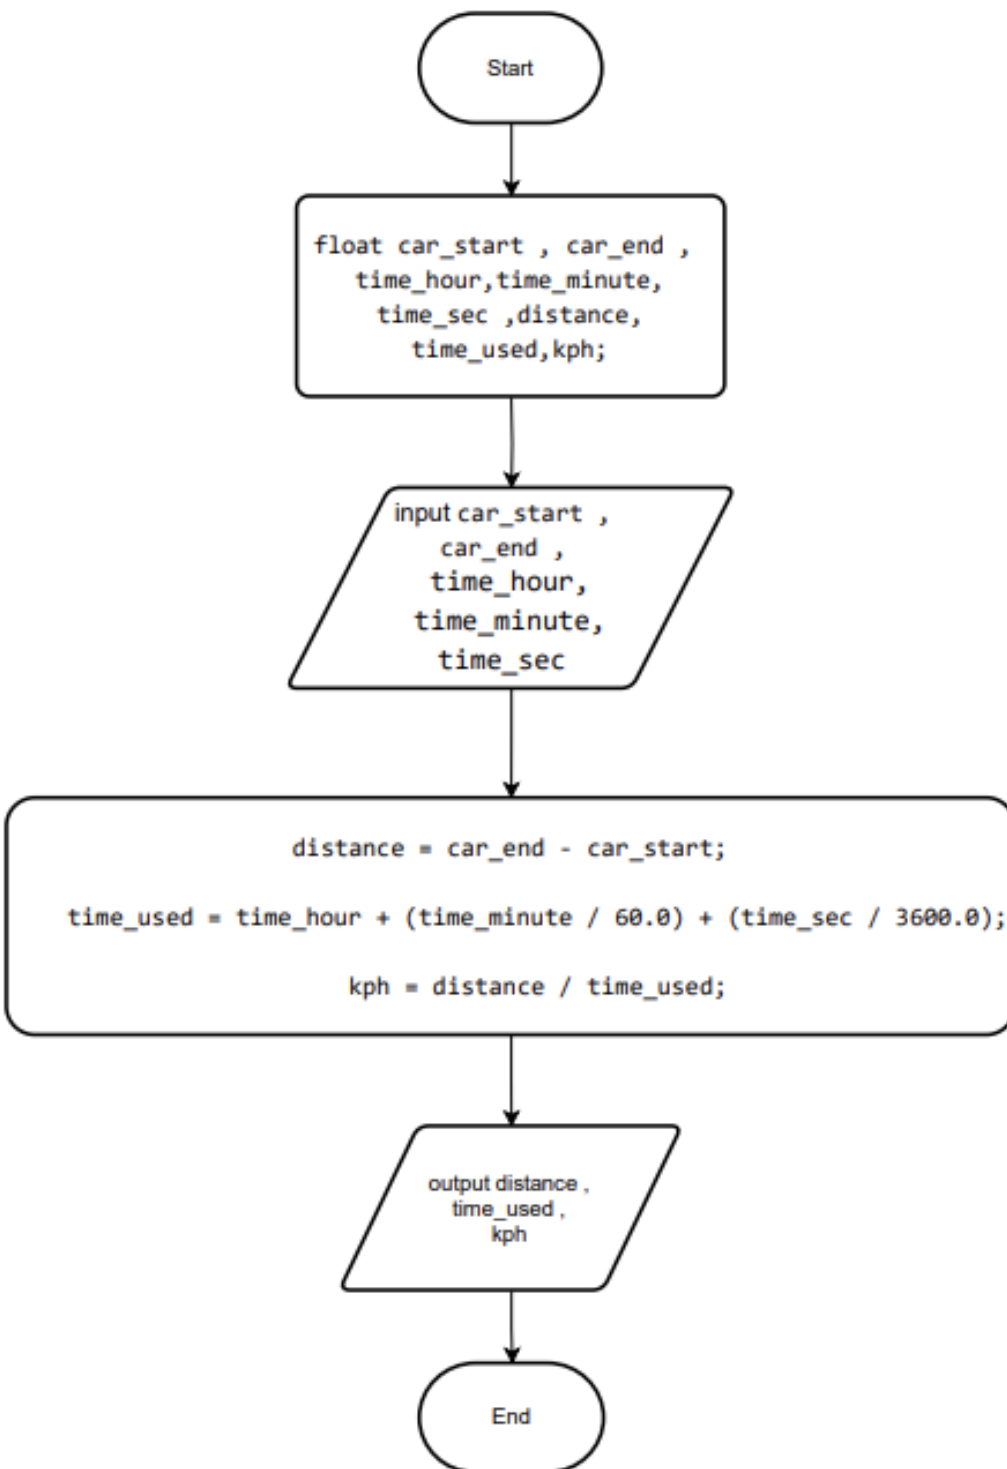 Start
float car_start , car_end ,
time_hour,time_minute,
time_sec ,distance,
time_used,kph;
input car_start ,
car_end ,
time_hour,
time_minute,
time_sec
distance = car_end - car_start;
time_used = time_hour + (time_minute / 60.0) + (time_sec / 3600.0);
kph = distance / time_used;
output distance ,
time_used ,
kph
End